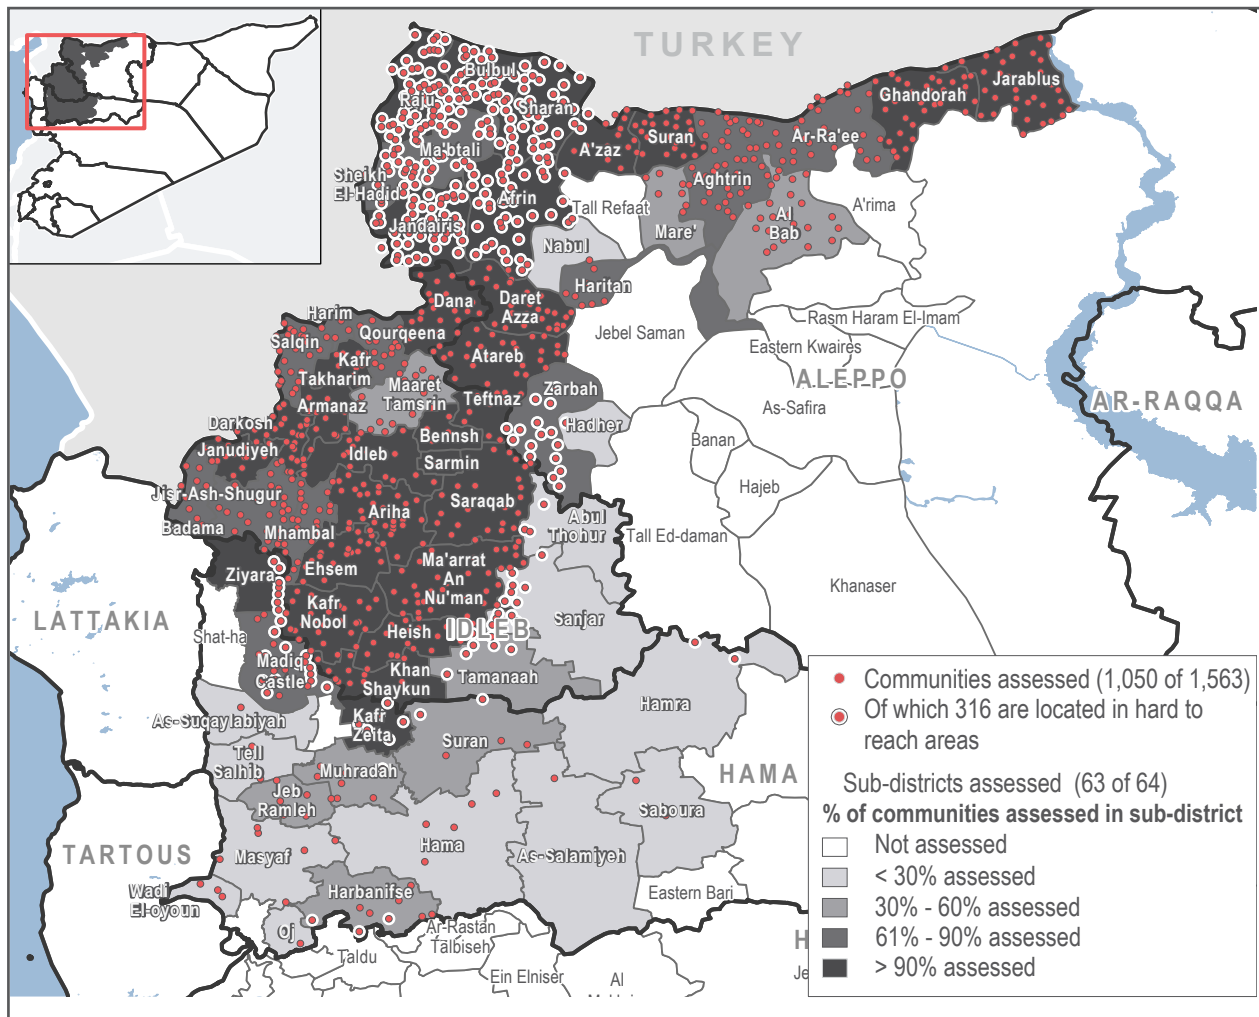 TURKEY
Bulbul
Raju
Sharan
Ma'btali
Sheikh
El-Hadid
Afrin
Jandairis
A'zaz
Suran
Ghandorah
Jarablus
Ar-Ra'ee
Aghtrin
Tall Refaat
Mare'
Al
Bab
A'rima
Nabul
Haritan
Dana
Daret
Azza
Jebel Saman
Rasm Haram El-Imam
Eastern Kwaires
ALEPPO
AR-RAQQA
As-Safira
Harim
Qourqeena
Salqin
Kafr
Takharim
Atareb
Maaret
Tamsrin
Zarbah
Armanaz
Teftnaz
Hadher
Darkosh
Bennsh
Janudiyeh
Idleb
Sarmin
Banan
Hajeb
Jisr-Ash-Shugur
Saraqab
Ariha
Abul
Thohur
Badama
Mhambal
Tall Ed-daman
Ma'arrat
An
Nu'man
Ziyara
Ehsem
Khanaser
Kafr
Nobol
LATTAKIA
Shat-ha
Heish
IDLEB
Sanjar
Madiq
Castle
Khan
Shaykun
Tamanaah
As-Suqaylabiyah
Kafr
Zeita
Hamra
Suran
Tell
Salhib
Muhradah
HAMA
Jeb
Ramleh
Saboura
TARTOUS
Masyaf
Hama
As-Salamiyeh
Wadi
El-oyoun
Harbanifse
Eastern Bari
Oj
Ar-Rastan
Talbiseh
Taldu
Ein Elniser
Al
H
Je
Communities assessed (1,050 of 1,563)
Of which 316 are located in hard to
reach areas
Sub-districts assessed (63 of 64)
% of communities assessed in sub-district
Not assessed
< 30% assessed
30% - 60% assessed
61% - 90% assessed
> 90% assessed